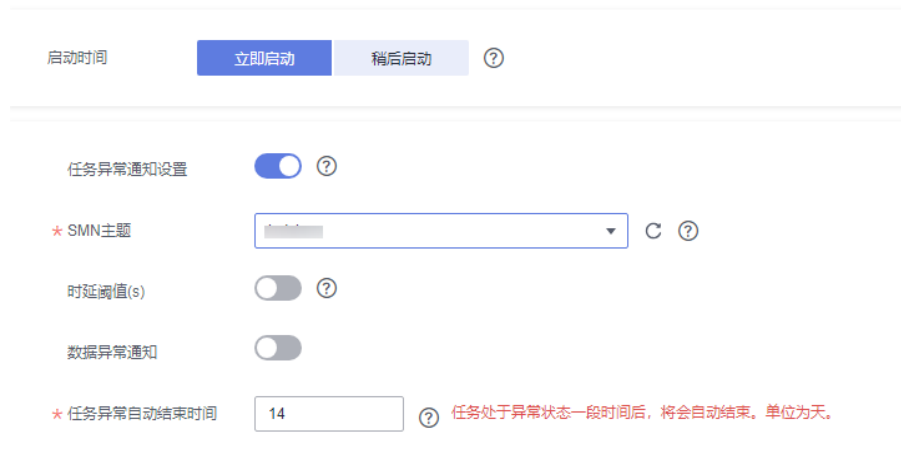 启动时间 立即启动 稍后启动 ?
任务异常通知设置 ?
* SMN主题 ?
时延阈值(s) ?
数据异常通知
* 任务异常自动结束时间 14 ? 任务处于异常状态一段时间后，将会自动结束。单位为天。